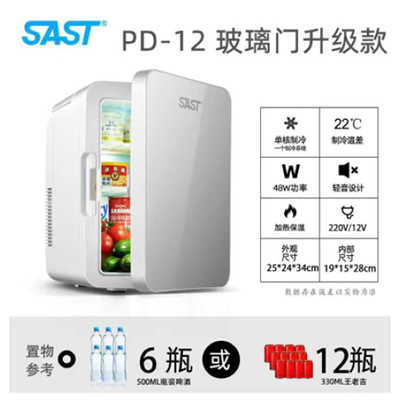 SAST PD-12 玻璃门升级款
SAST
单核制冷
一个制冷系统
22℃
制冷温差
W
48W功率
轻音设计
加热保温
220V/12V
外观
尺寸
25*24*34cm
内部
尺寸
19*15*28cm
数据存在误差以实物为准
置物
参考
6瓶
500ML瓶装啤酒
或
12瓶
330ML王老吉